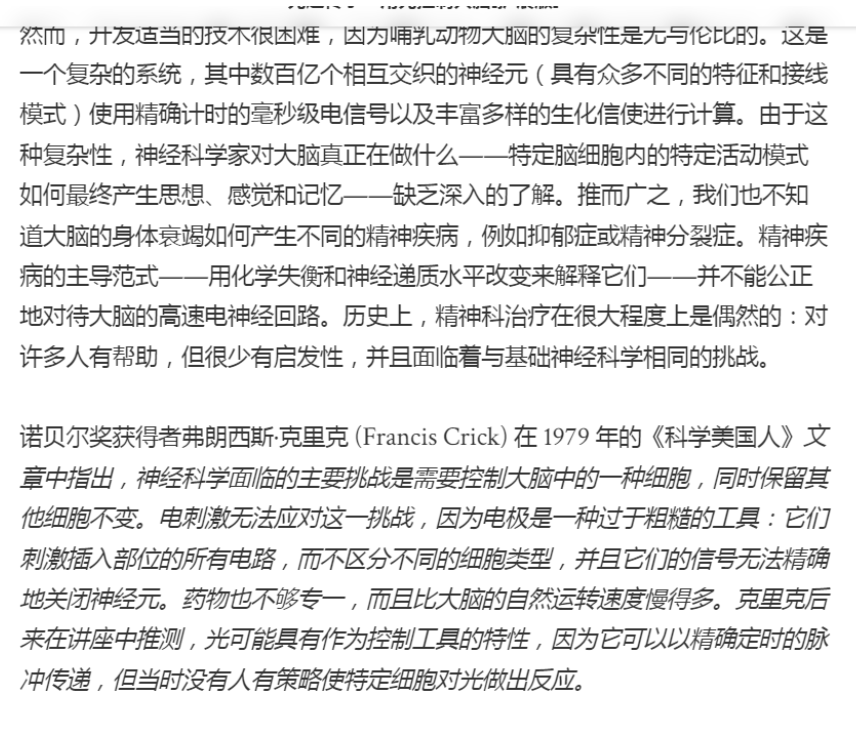 然而，开发适当的技术很困难，因为哺乳动物大脑的复杂性是无与伦比的。这是
一个复杂的系统，其中数百亿个相互交织的神经元（具有众多不同的特征和接线
模式）使用精确计时的毫秒级电信号以及丰富多样的生化信使进行计算。由于这
种复杂性，神经科学家对大脑真正在做什么——特定脑细胞内的特定活动模式
如何最终产生思想、感觉和记忆——缺乏深入的了解。推而广之，我们也不知
道大脑的身体衰竭如何产生不同的精神疾病，例如抑郁症或精神分裂症。精神疾
病的主导范式——用化学失衡和神经递质水平改变来解释它们——并不能公正
地对待大脑的高速电神经回路。历史上，精神科治疗在很大程度上是偶然的：对
许多人有帮助，但很少有启发性，并且面临着与基础神经科学相同的挑战。
诺贝尔奖获得者弗朗西斯·克里克 (Francis Crick) 在 1979 年的《科学美国人》文
章中指出，神经科学面临的主要挑战是需要控制大脑中的一种细胞，同时保留其
他细胞不变。电刺激无法应对这一挑战，因为电极是一种过于粗糙的工具：它们
刺激插入部位的所有电路，而不区分不同的细胞类型，并且它们的信号无法精确
地关闭神经元。药物也不够专一，而且比大脑的自然运转速度慢得多。克里克后
来在讲座中推测，光可能具有作为控制工具的特性，因为它可以以精确定时的脉
冲传递，但当时没有人有策略使特定细胞对光做出反应。